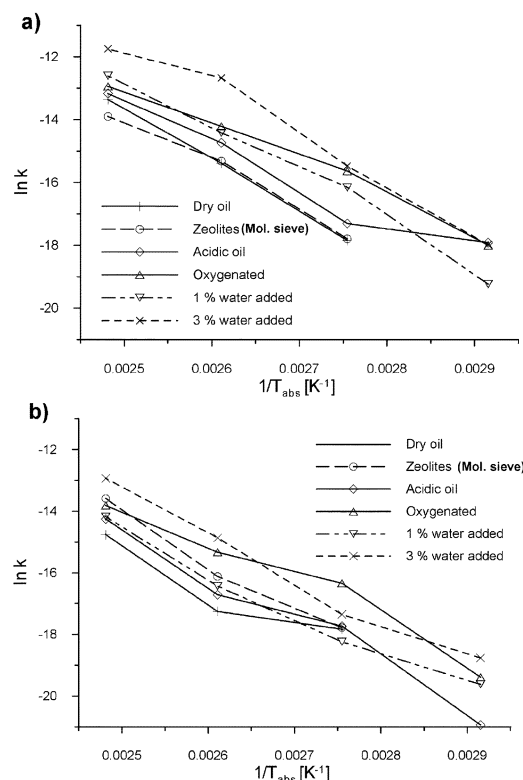 a)
-12
-14
-16
-18
-20
ln k
Dry oil
Zeolites (Mol. sieve)
Acidic oil
Oxygenated
1 % water added
3 % water added
0.0025 0.0026 0.0027 0.0028 0.0029
1/Tabs [K-1]
b)
-12
-14
-16
-18
-20
ln k
Dry oil
Zeolites (Mol. sieve)
Acidic oil
Oxygenated
1 % water added
3 % water added
0.0025 0.0026 0.0027 0.0028 0.0029
1/Tabs [K-1]